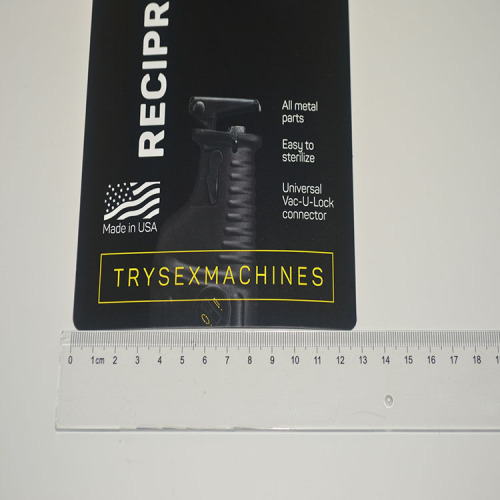 RECIPR
All metal
parts
Easy to
sterilize
Universal
Vac-U-Lock
connector
Made in USA
TRYSEXMACHINES
0 1cm 2 3 4 5 6 7 8 9 10 11 12 13 14 15 16 17 18